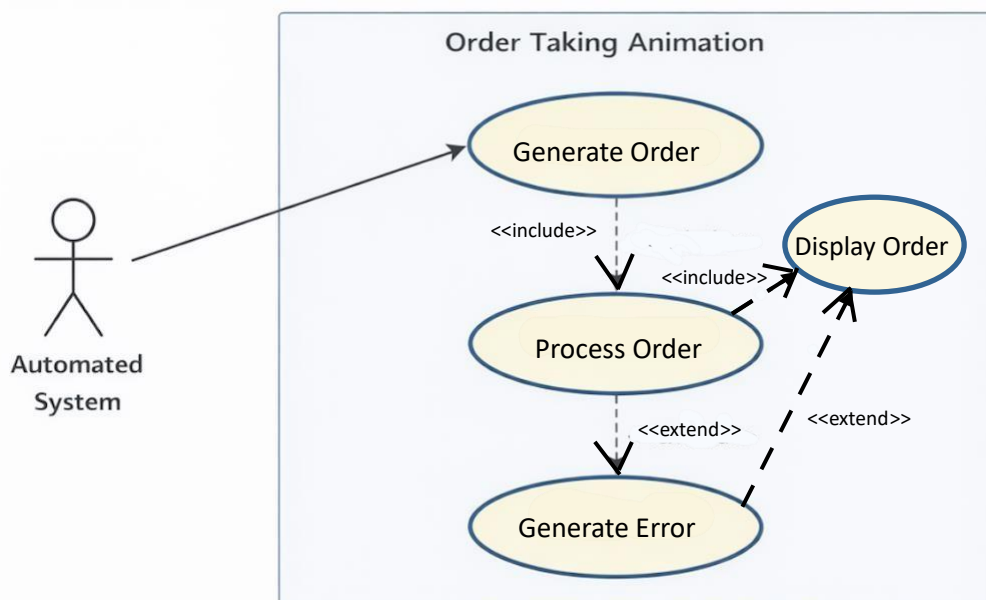 Order Taking Animation
Generate Order
<<include>>
Display Order
<<include>>
Process Order
Automated
System
<<extend>>
<<extend>>
Generate Error